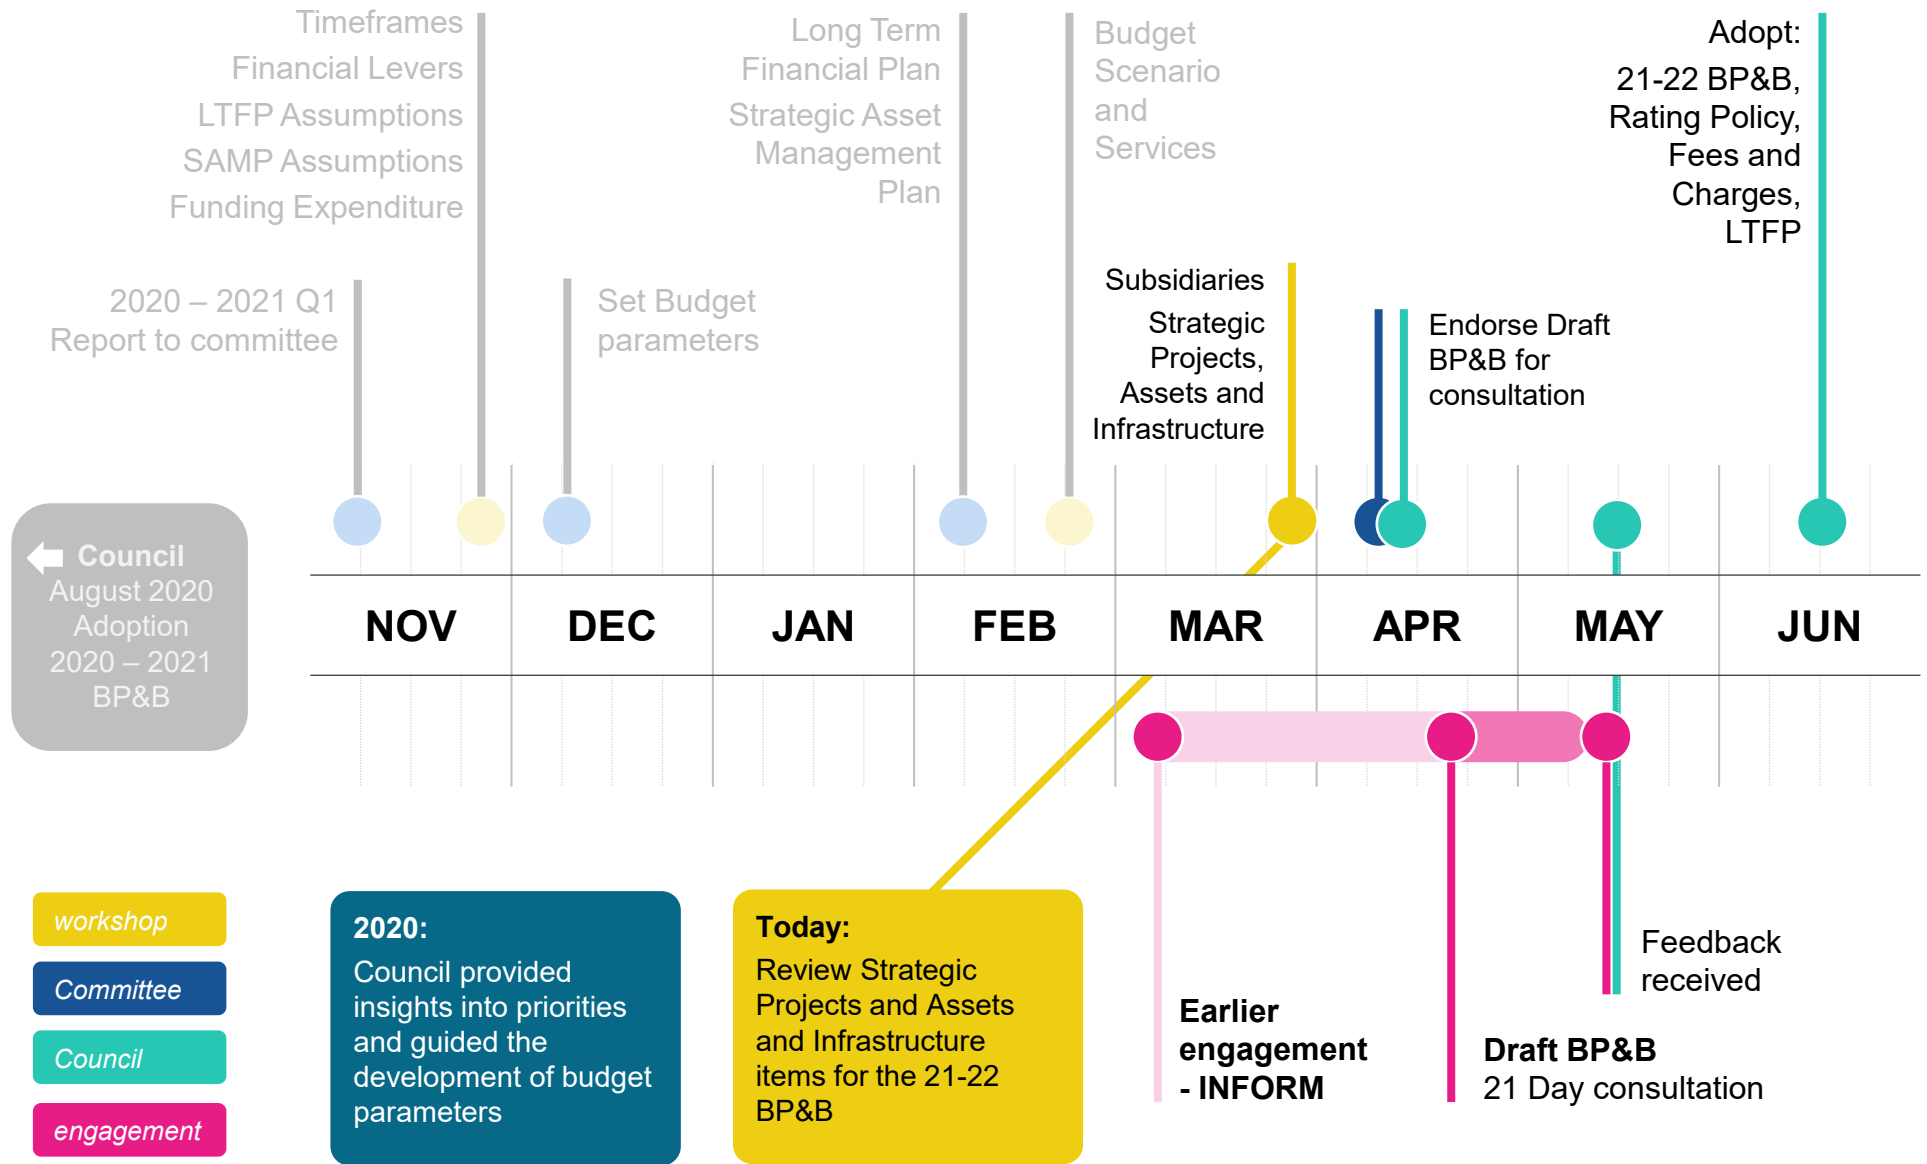 Timeframes
Financial Levers
LTFP Assumptions
SAMP Assumptions
Funding Expenditure
Long Term
Financial Plan
Strategic Asset
Management
Plan
Budget
Scenario
and
Services
Adopt:
21-22 BP&B,
Rating Policy,
Fees and
Charges,
LTFP
2020 – 2021 Q1
Report to committee
Set Budget
parameters
Subsidiaries
Strategic
Projects,
Assets and
Infrastructure
Endorse Draft
BP&B for
consultation
Council
August 2020
Adoption
2020 – 2021
BP&B
NOV
DEC
JAN
FEB
MAR
APR
MAY
JUN
workshop
Committee
Council
engagement
2020:
Council provided
insights into priorities
and guided the
development of budget
parameters
Today:
Review Strategic
Projects and Assets
and Infrastructure
items for the 21-22
BP&B
Earlier
engagement
- INFORM
Draft BP&B
21 Day consultation
Feedback
received